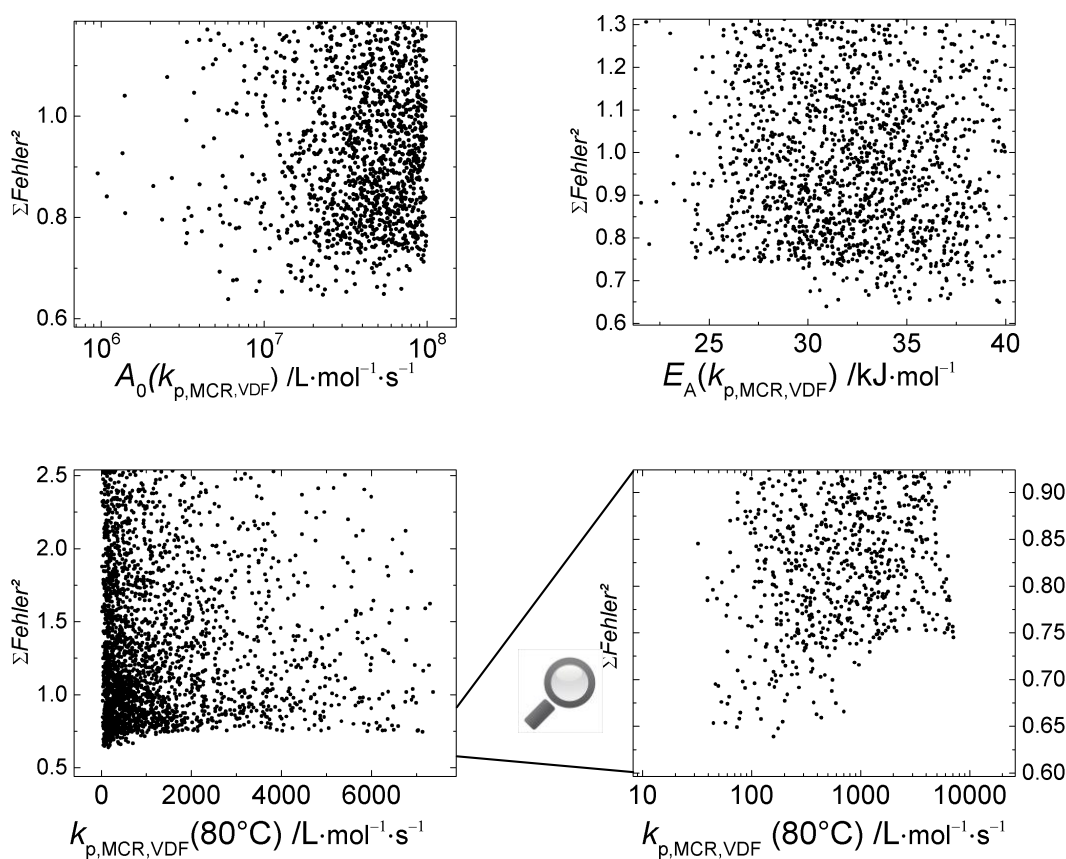 1.0
0.8
0.6
ΣFehler²
10⁶ 10⁷ 10⁸
A₀(kₚ,MCR,VDF) /L·mol⁻¹·s⁻¹
1.3
1.2
1.1
1.0
0.9
0.8
0.7
0.6
ΣFehler²
25 30 35 40
E_A(kₚ,MCR,VDF) /kJ·mol⁻¹
2.5
2.0
1.5
1.0
0.5
ΣFehler²
0 2000 4000 6000
kₚ,MCR,VDF(80°C) /L·mol⁻¹·s⁻¹
0.90
0.85
0.80
0.75
0.70
0.65
0.60
ΣFehler²
10 100 1000 10000
kₚ,MCR,VDF (80°C) /L·mol⁻¹·s⁻¹